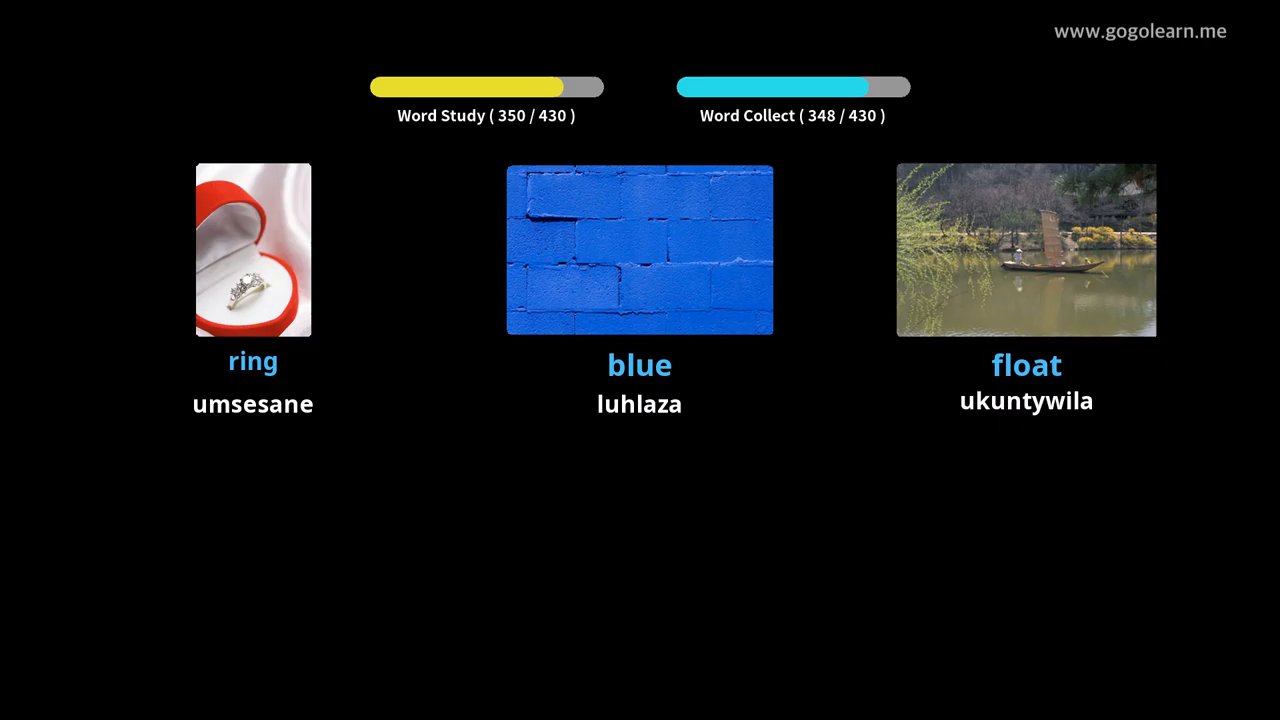 www.gogolearn.me
Word Study ( 350 / 430 )
Word Collect ( 348 / 430 )
ring
blue
float
umsesane
luhlaza
ukuntywila